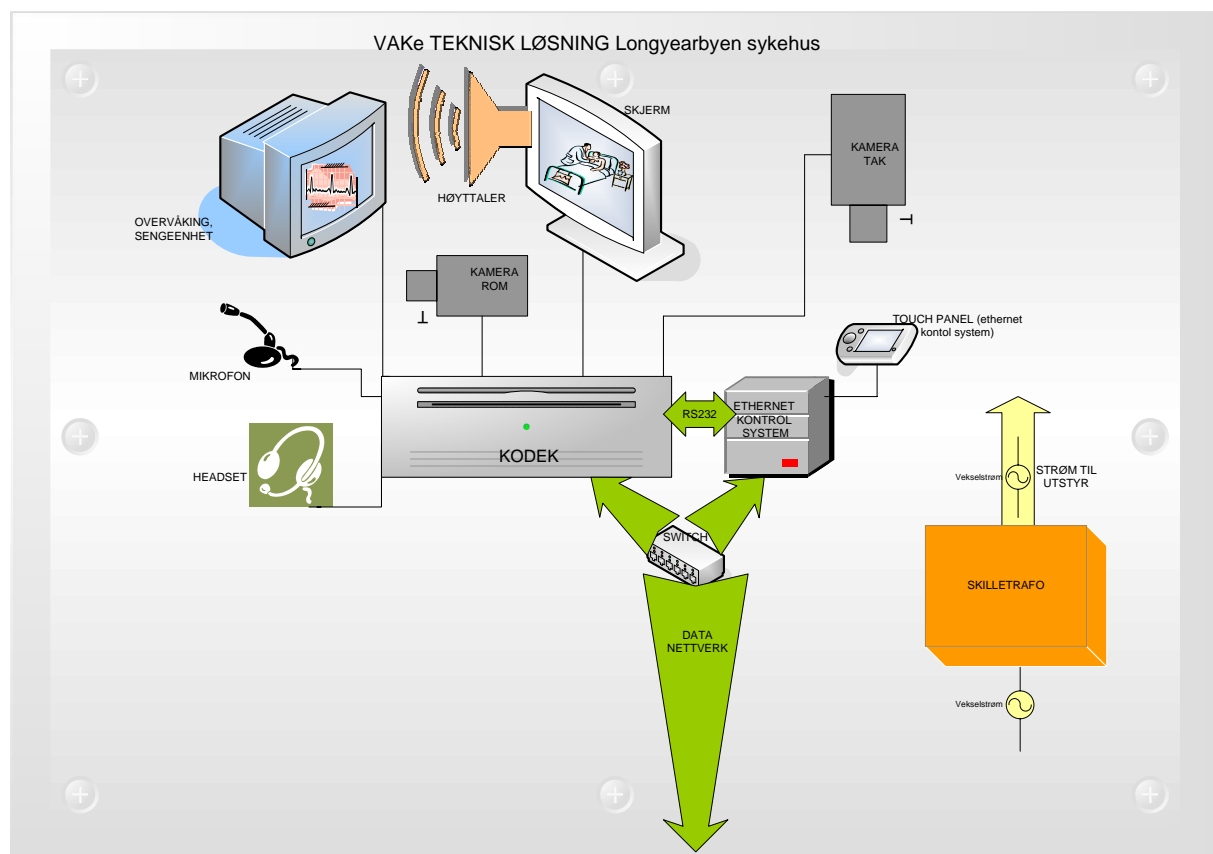 VAKe TEKNISK LØSNING Longyearbyen sykehus
SKJERM
KAMERA
TAK
HØYTTALER
OVERVÅKING,
SENGEENHET
KAMERA
ROM
TOUCH PANEL (ethernet
kontol system)
MIKROFON
RS232
ETHERNET
KONTROL
SYSTEM
KODEK
HEADSET
Vekselstrøm
STRØM TIL
UTSTYR
SWITCH
SKILLETRAFO
DATA
NETTVERK
Vekselstrøm